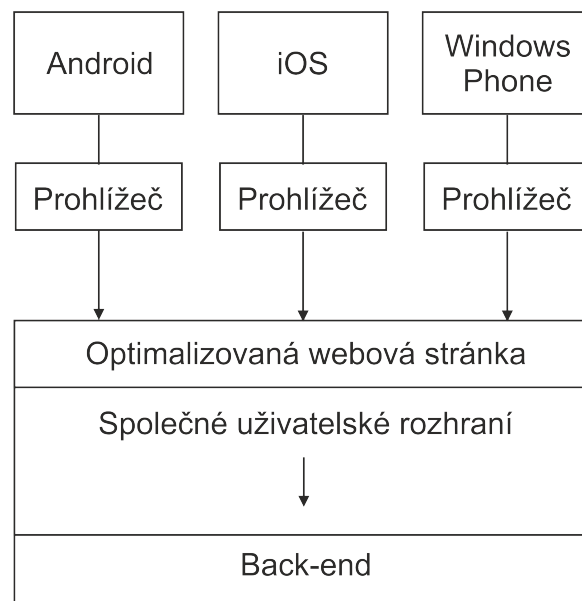 Android
iOS
Windows
Phone
Prohlížeč
Prohlížeč
Prohlížeč
Optimalizovaná webová stránka
Společné uživatelské rozhraní
Back-end